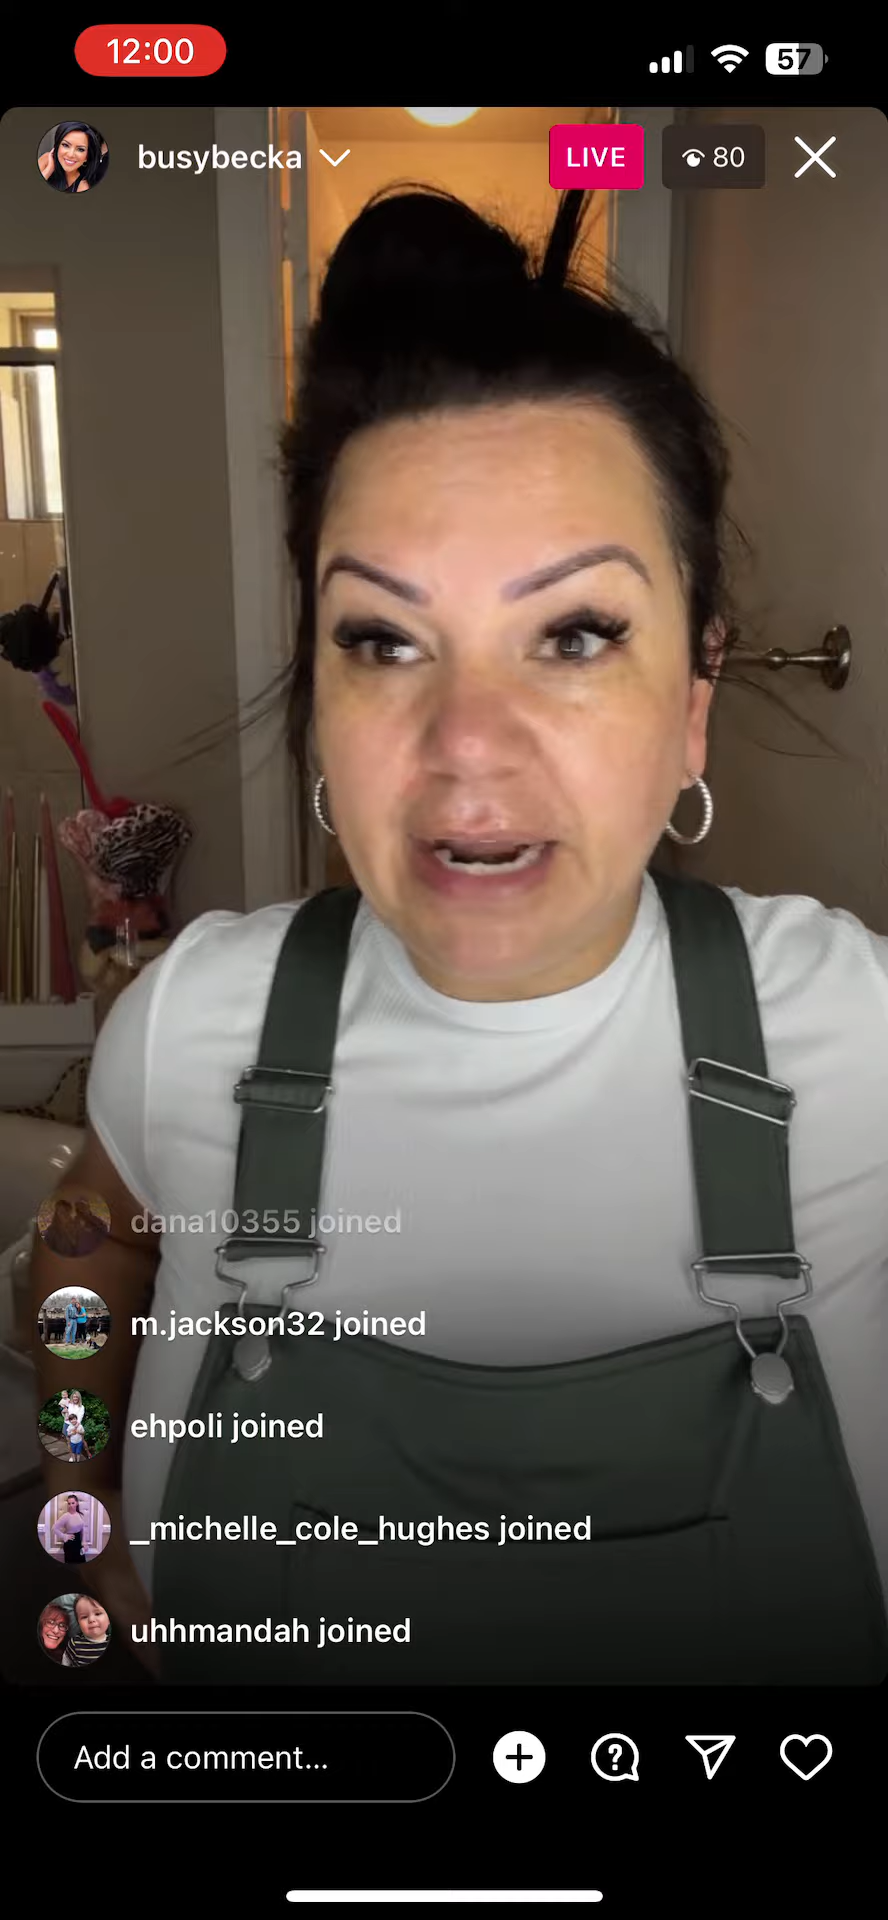 12:00
57
busybecka
LIVE
80
dana10355 joined
m.jackson32 joined
ehpoli joined
_michelle_cole_hughes joined
uhhmandah joined
Add a comment...